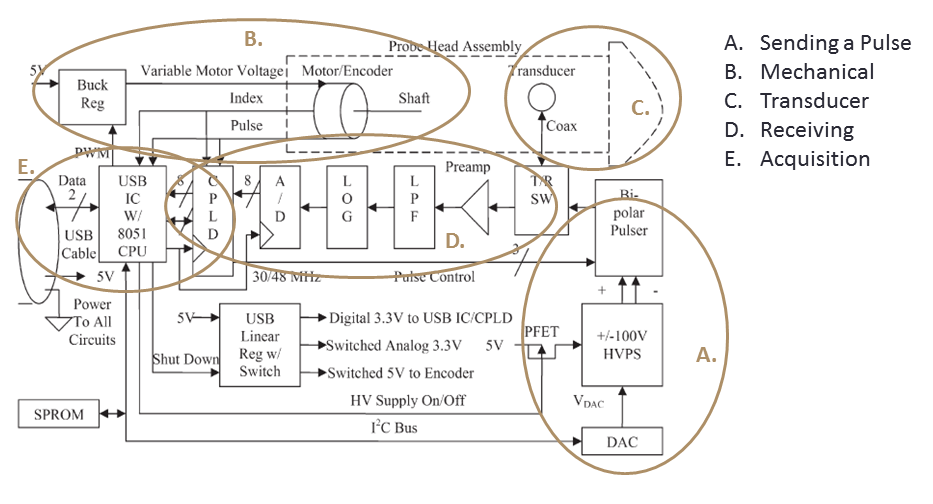 B.
Probe Head Assembly
A. Sending a Pulse
B. Mechanical
C. Transducer
D. Receiving
E. Acquisition
5V
Buck
Reg
Variable Motor Voltage
Motor/Encoder
Index
Pulse
Shaft
Transducer
Coax
C.
PWM
E.
Data
2
USB
Cable
5V
USB
IC
W/
8051
CPU
8
C
P
L
D
8
A
/
D
L
O
G
L
P
F
Preamp
D.
T/R
SW
Bi-
polar
Pulser
3
30/48 MHz
Pulse Control
+ -
Power
To All
Circuits
5V
USB
Linear
Reg w/
Switch
Digital 3.3V to USB IC/CPLD
Switched Analog 3.3V
Switched 5V to Encoder
Shut Down
5V
PFET
+/-100V
HVPS
A.
HV Supply On/Off
VDAC
SPROM
I²C Bus
DAC